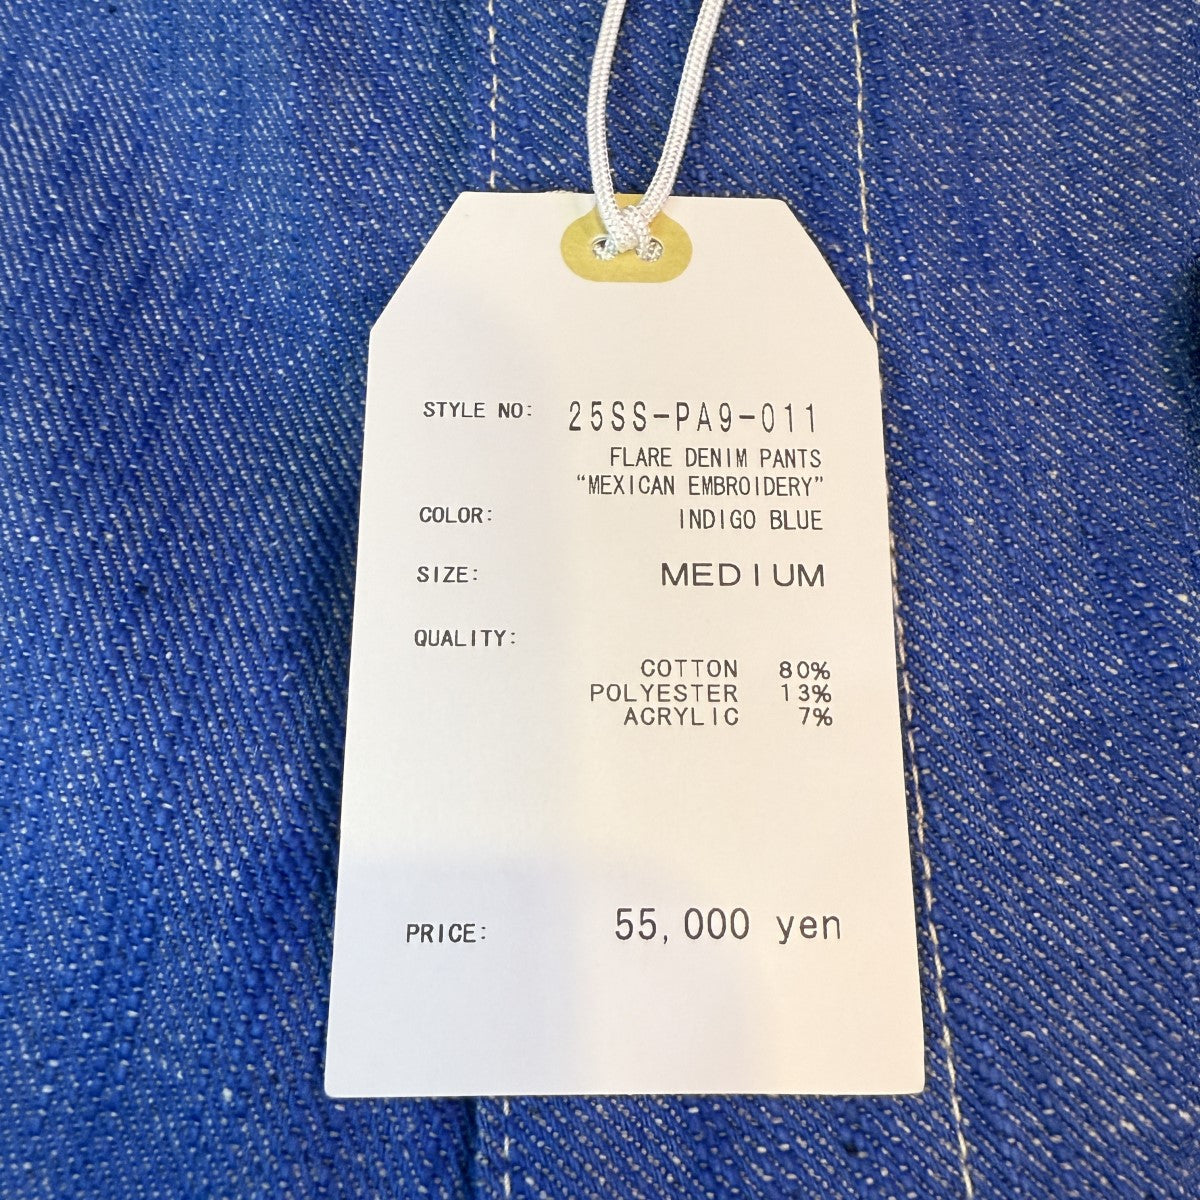 STYLE NO: 25SS-PA9-011
FLARE DENIM PANTS
“MEXICAN EMBROIDERY”
COLOR: INDIGO BLUE
SIZE: MEDIUM
QUALITY:
COTTON 80%
POLYESTER 13%
ACRYLIC 7%
PRICE: 55,000 yen